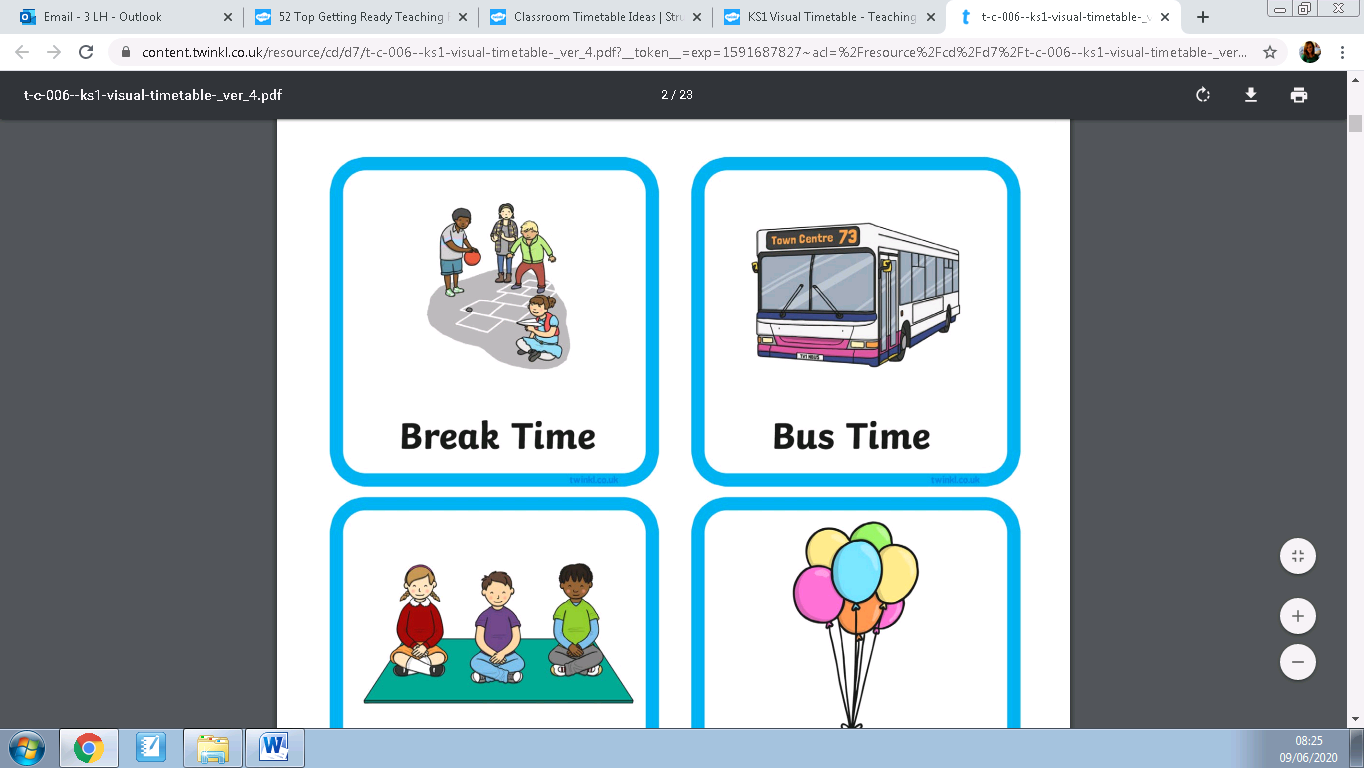 Email - 3 LH - Outlook
52 Top Getting Ready Teaching
Classroom Timetable Ideas | Stru
KS1 Visual Timetable - Teaching
t-c-006--ks1-visual-timetable-_v
content.twinkl.co.uk/resource/cd/d7/t-c-006--ks1-visual-timetable-_ver_4.pdf?__token__=exp=1591687827~acl=%2Fresource%2Fcd%2Fd7%2Ft-c-006--ks1-visual-timetable-_ver...
t-c-006--ks1-visual-timetable-_ver_4.pdf
2 / 23
Town Centre 73
Break Time
Bus Time
twinkl.co.uk
twinkl.co.uk
08:25
09/06/2020